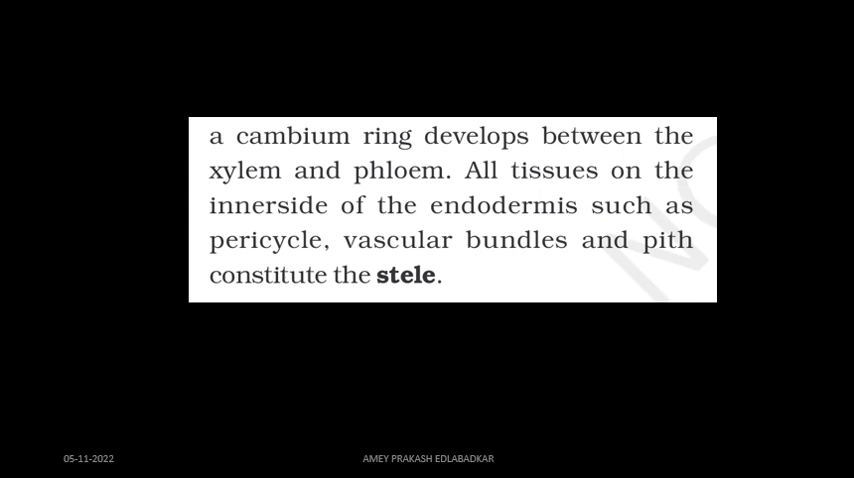 a cambium ring develops between the
xylem and phloem. All tissues on the
innerside of the endodermis such as
pericycle, vascular bundles and pith
constitute the stele.
05-11-2022
AMEY PRAKASH EDLABADKAR